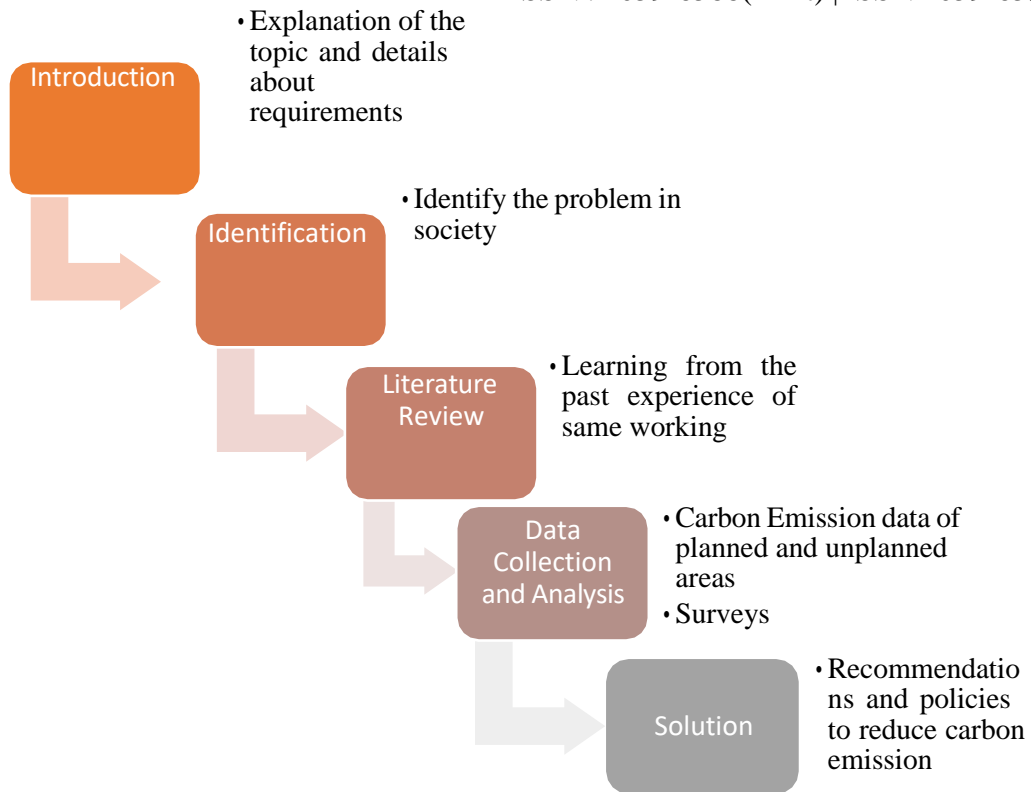 • Explanation of the
topic and details
about
requirements
Introduction
• Identify the problem in
society
Identification
• Learning from the
past experience of
same working
Literature
Review
• Carbon Emission data of
planned and unplanned
areas
• Surveys
Data
Collection
and Analysis
• Recommendatio
ns and policies
to reduce carbon
emission
Solution